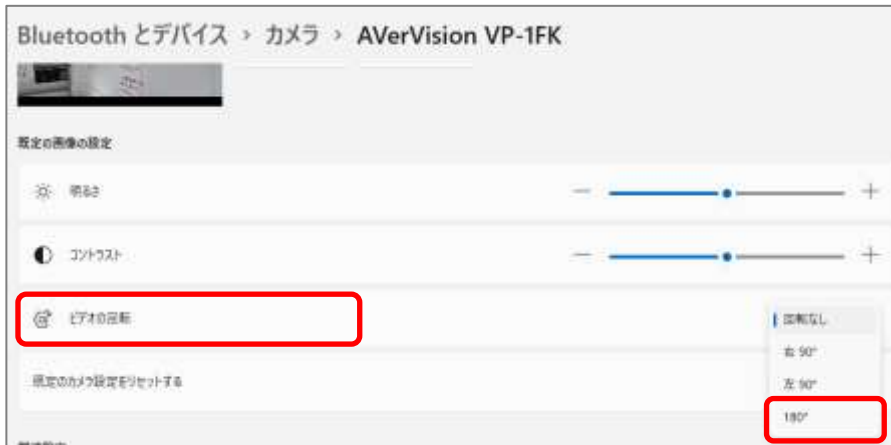 Bluetooth とデバイス › カメラ › AVerVision VP-1FK
既定の画像の設定
明るさ
コントラスト
ビデオの回転
回転なし
右 90°
左 90°
180°
既定のカメラ設定をリセットする